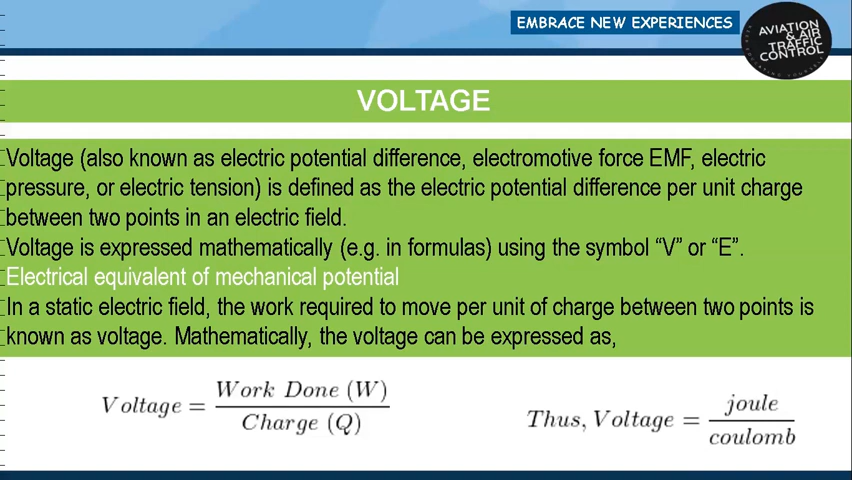 EMBRACE NEW EXPERIENCES
AVIATION
& AIR
TRAFFIC
CONTROL
VOLTAGE
Voltage (also known as electric potential difference, electromotive force EMF, electric
pressure, or electric tension) is defined as the electric potential difference per unit charge
between two points in an electric field.
Voltage is expressed mathematically (e.g. in formulas) using the symbol “V” or “E”.
Electrical equivalent of mechanical potential
In a static electric field, the work required to move per unit of charge between two points is
known as voltage. Mathematically, the voltage can be expressed as,
Voltage = Work Done (W) / Charge (Q)
Thus, Voltage = joule / coulomb